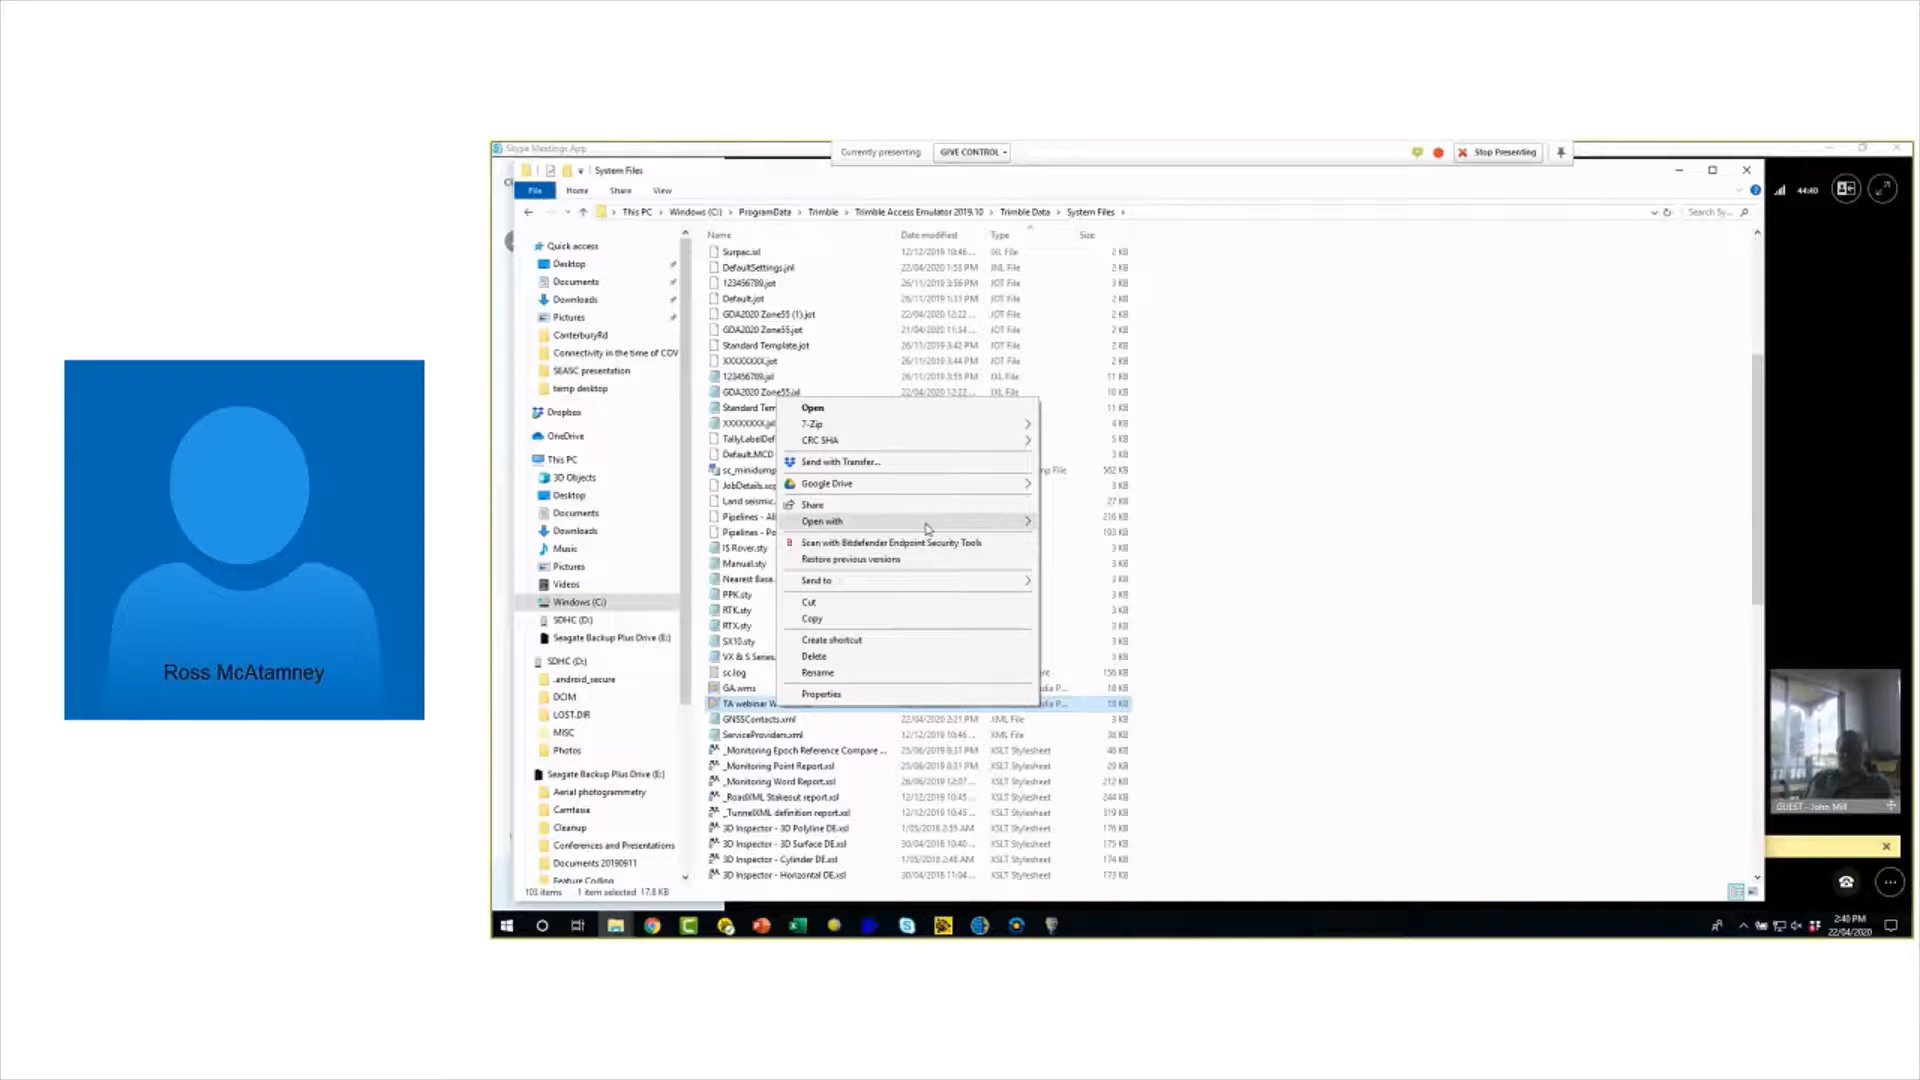 Skype Meetings App
Currently presenting
GIVE CONTROL
Stop Presenting
System Files
File
Home
Share
View
44:40
This PC
Windows (C:)
ProgramData
Trimble
Trimble Access Emulator 2019.10
Trimble Data
System Files
Search Sy...
Name
Date modified
Type
Size
Quick access
Desktop
Documents
Downloads
Pictures
CanterburyRd
Connectivity in the time of COV
SEASC presentation
temp desktop
Dropbox
OneDrive
This PC
3D Objects
Desktop
Documents
Downloads
Music
Pictures
Videos
Windows (C:)
SDHC (D:)
Seagate Backup Plus Drive (E:)
SDHC (D:)
.android_secure
DCIM
LOST.DIR
MISC
Photos
Seagate Backup Plus Drive (E:)
Aerial photogrammetry
Camtasia
Cleanup
Conferences and Presentations
Documents 20190911
Feature Coding
Surpac.ixl 12/12/2019 10:46 ... IXL File 2 KB
DefaultSettings.jnl 22/04/2020 1:53 PM JNL File 2 KB
123456789.jot 26/11/2019 3:56 PM JOT File 3 KB
Default.jot 26/11/2019 1:31 PM JOT File 2 KB
GDA2020 Zone55 (1).jot 22/04/2020 12:22 ... JOT File 2 KB
GDA2020 Zone55.jot 21/04/2020 11:34 ... JOT File 2 KB
Standard Template.jot 26/11/2019 3:42 PM JOT File 2 KB
XXXXXXXX.jot 26/11/2019 3:44 PM JOT File 2 KB
123456789.jxl 26/11/2019 3:55 PM JXL File 11 KB
GDA2020 Zone55.jxl 22/04/2020 12:22 ... JXL File 10 KB
Standard Tem 11 KB
XXXXXXXX.jxl 4 KB
TallyLabelDef 5 KB
Default.MCD 3 KB
sc_minidump mp File 562 KB
JobDetails.scp 3 KB
Land seismic. 27 KB
Pipelines - Al 216 KB
Pipelines - Po 193 KB
IS Rover.sty 3 KB
Manual.sty 3 KB
Nearest Base. 3 KB
PPK.sty 3 KB
RTK.sty 3 KB
RTX.sty 3 KB
SX10.sty 3 KB
VX & S Series. 3 KB
sc.log ent 156 KB
GA.wms dia P... 18 KB
TA webinar W dia P... 18 KB
GNSSContacts.xml 22/04/2020 2:21 PM XML File 3 KB
ServiceProviders.xml 12/12/2019 10:46 ... XML File 38 KB
_Monitoring Epoch Reference Compare ... 25/06/2019 8:31 PM XSLT Stylesheet 46 KB
_Monitoring Point Report.xsl 25/06/2019 8:31 PM XSLT Stylesheet 29 KB
_Monitoring Word Report.xsl 26/06/2019 12:07 ... XSLT Stylesheet 212 KB
_RoadXML Stakeout report.xsl 12/12/2019 10:45 ... XSLT Stylesheet 244 KB
_TunnelXML definition report.xsl 12/12/2019 10:45 ... XSLT Stylesheet 319 KB
3D Inspector - 3D Polyline DE.xsl 1/05/2018 2:55 AM XSLT Stylesheet 176 KB
3D Inspector - 3D Surface DE.xsl 30/04/2018 10:40 ... XSLT Stylesheet 175 KB
3D Inspector - Cylinder DE.xsl 1/05/2018 2:48 AM XSLT Stylesheet 174 KB
3D Inspector - Horizontal DE.xsl 30/04/2018 11:04 ... XSLT Stylesheet 173 KB
Open
7-Zip
CRC SHA
Send with Transfer...
Google Drive
Share
Open with
Scan with Bitdefender Endpoint Security Tools
Restore previous versions
Send to
Cut
Copy
Create shortcut
Delete
Rename
Properties
103 items
1 item selected 17.8 KB
Ross McAtamney
GUEST - John Mill
2:40 PM
22/04/2020